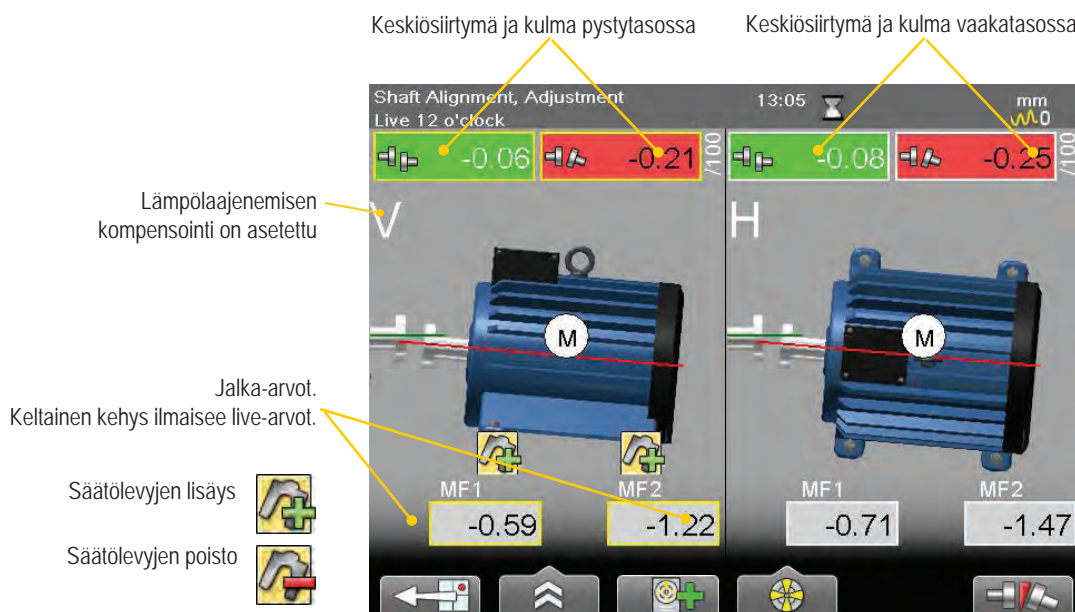 Keskiösiirtymä ja kulma pystytasossa
Keskiösiirtymä ja kulma vaakatasossa
Shaft Alignment, Adjustment
Live 12 o'clock
13:05
mm
0
-0.06
-0.21
/100
-0.08
-0.25
/100
Lämpölaajenemisen
kompensointi on asetettu
V
H
M
M
Jalka-arvot.
Keltainen kehys ilmaisee live-arvot.
MF1
MF2
MF1
MF2
-0.59
-1.22
-0.71
-1.47
Säätölevyjen lisäys
Säätölevyjen poisto